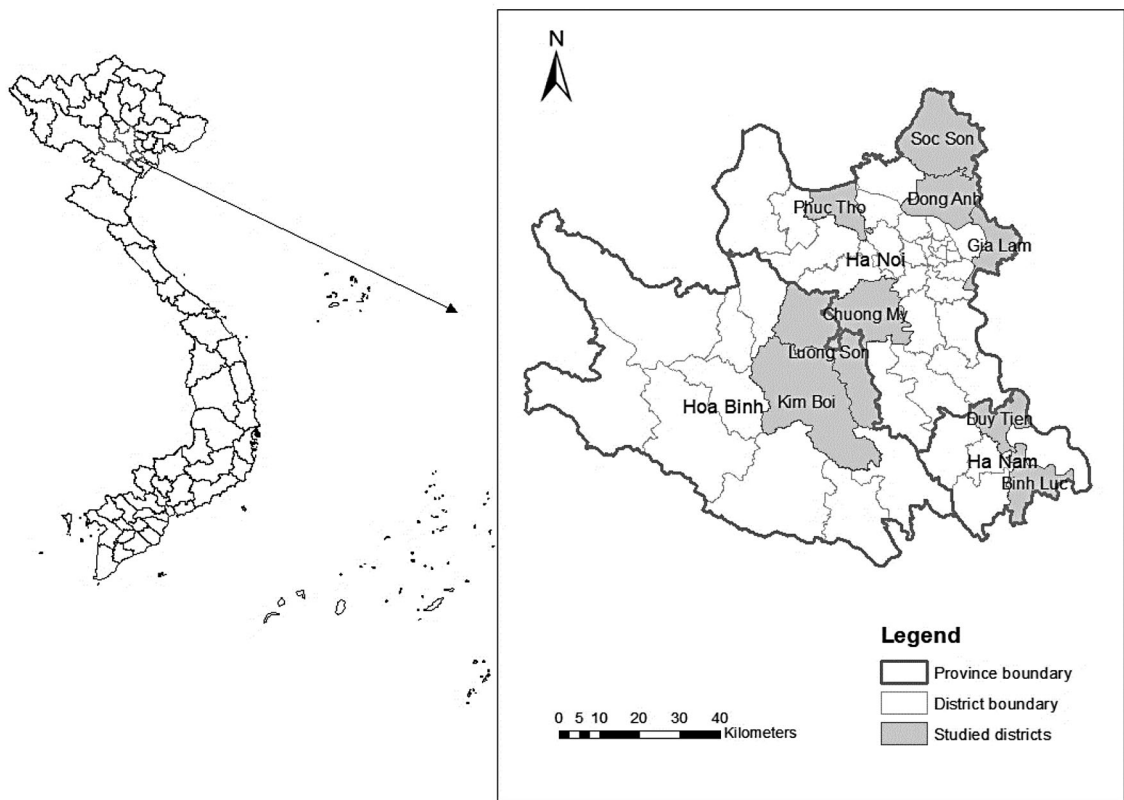 N
Soc Son
Dong Anh
Phuc Tho
Gia Lam
Ha Noi
Chuong My
Luong Son
Kim Boi
Hoa Binh
Duy Tien
Ha Nam
Binh Luc
Legend
Province boundary
District boundary
Studied districts
0 5 10 20 30 40
Kilometers